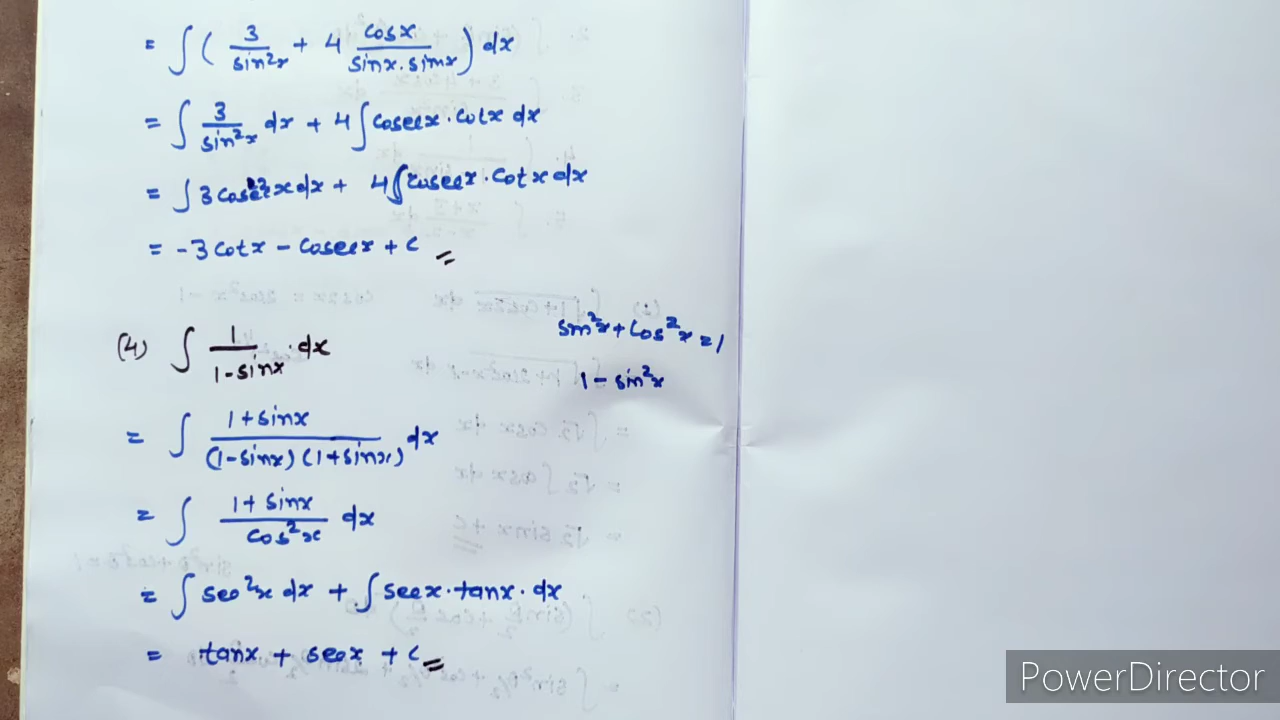 = ∫ ( 3/sin²x + 4 cosx/sinx.sinx ) dx
= ∫ 3/sin²x dx + 4 ∫ cosecx . cotx dx
= ∫ 3 cosec²x dx + 4 ∫ cosecx . cotx dx
= -3 cotx - cosecx + c
(4) ∫ 1/1-sinx . dx
sin²x + cos²x = 1
1 - sin²x
= ∫ 1+sinx/(1-sinx)(1+sinx) dx
= ∫ 1+sinx/cos²x dx
= ∫ sec²x dx + ∫ secx . tanx . dx
= tanx + secx + c
PowerDirector